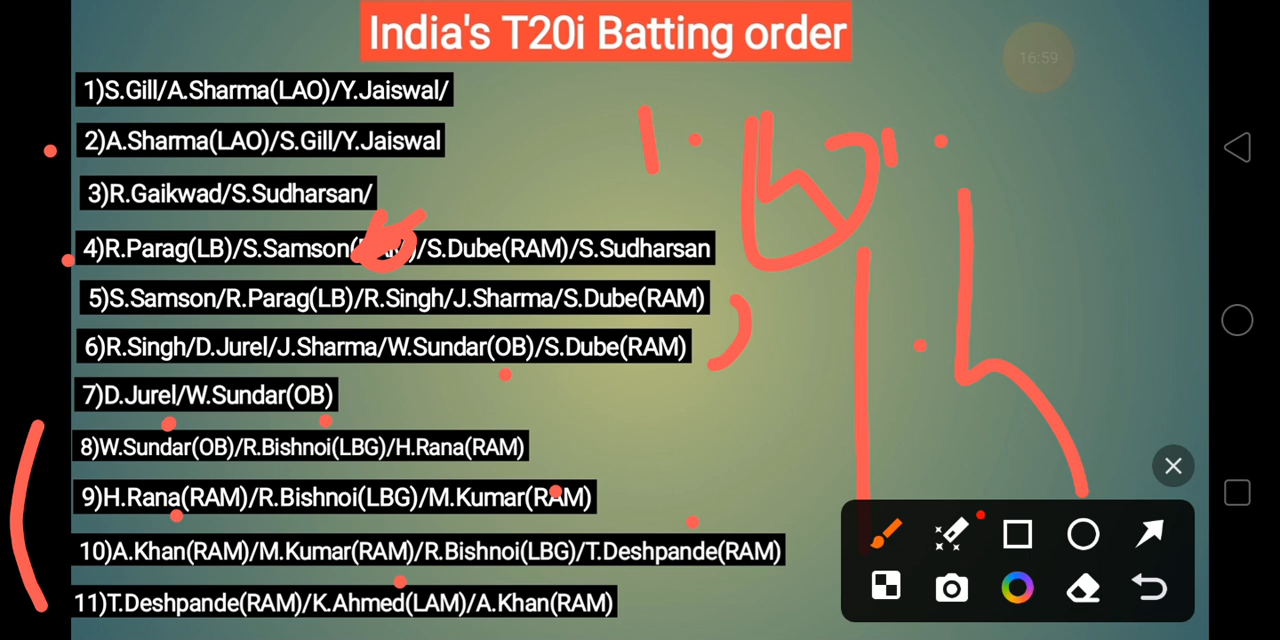 India's T20i Batting order
16:59
1)S.Gill/A.Sharma(LAO)/Y.Jaiswal/
2)A.Sharma(LAO)/S.Gill/Y.Jaiswal
3)R.Gaikwad/S.Sudharsan/
4)R.Parag(LB)/S.Samson( /S.Dube(RAM)/S.Sudharsan
5)S.Samson/R.Parag(LB)/R.Singh/J.Sharma/S.Dube(RAM)
6)R.Singh/D.Jurel/J.Sharma/W.Sundar(OB)/S.Dube(RAM)
7)D.Jurel/W.Sundar(OB)
8)W.Sundar(OB)/R.Bishnoi(LBG)/H.Rana(RAM)
9)H.Rana(RAM)/R.Bishnoi(LBG)/M.Kumar(RAM)
10)A.Khan(RAM)/M.Kumar(RAM)/R.Bishnoi(LBG)/T.Deshpande(RAM)
11)T.Deshpande(RAM)/K.Ahmed(LAM)/A.Khan(RAM)